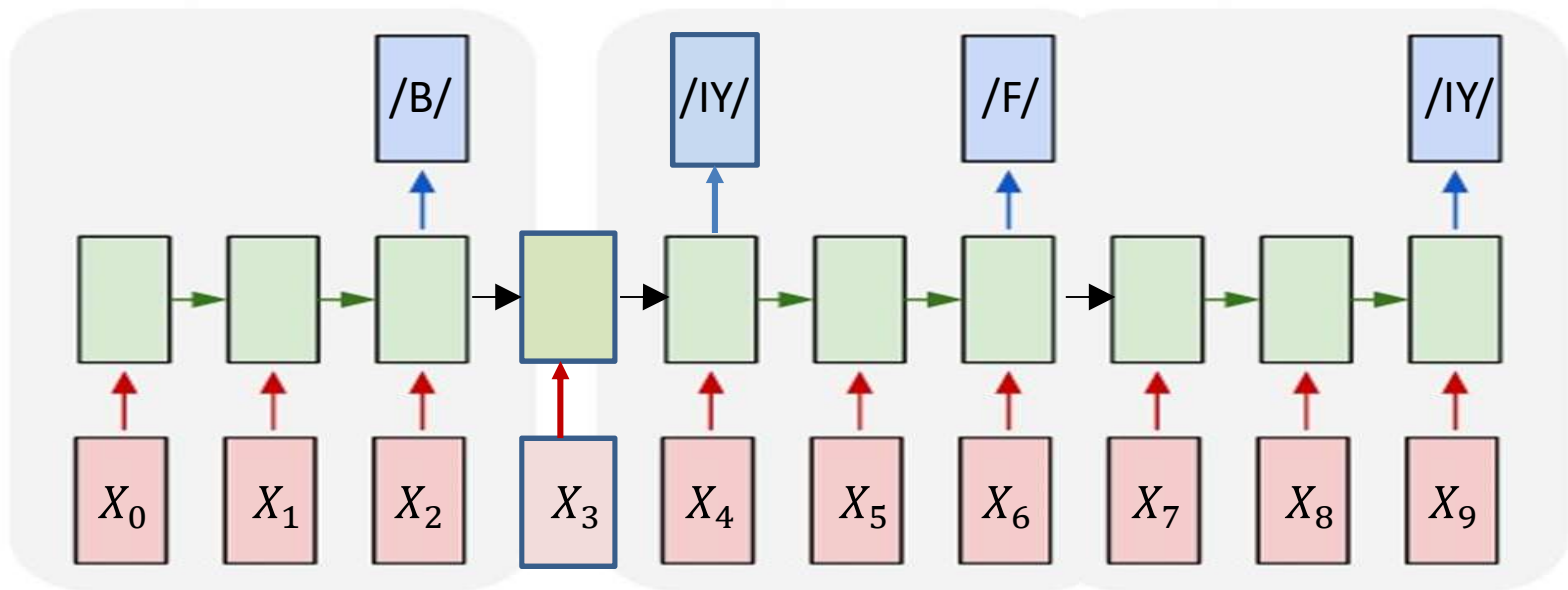 /B/ /IY/ /F/ /IY/
X₀ X₁ X₂ X₃ X₄ X₅ X₆ X₇ X₈ X₉